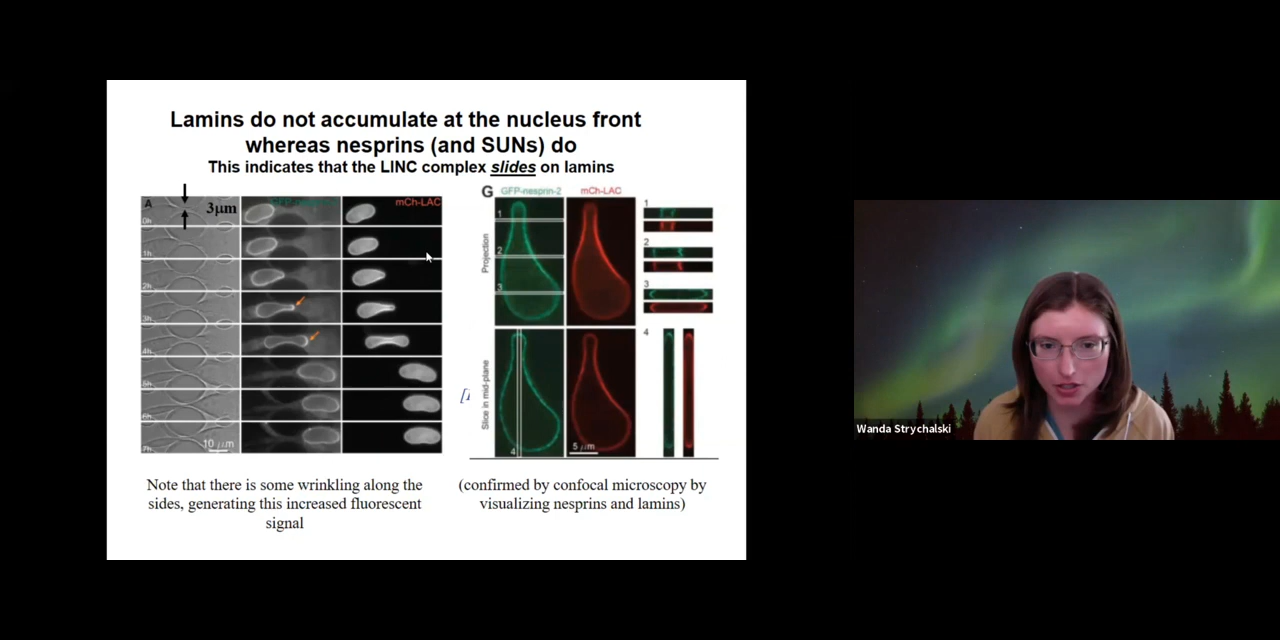 Lamins do not accumulate at the nucleus front
whereas nesprins (and SUNs) do
This indicates that the LINC complex slides on lamins
A
3μm
mCh-LAC
0h
1h
2h
3h
4h
5h
6h
7h
10 μm
G
GFP-nesprin-2
mCh-LAC
Projection
Slice in mid-plane
1
2
3
4
5 μm
1
2
3
4
Note that there is some wrinkling along the
sides, generating this increased fluorescent
signal
(confirmed by confocal microscopy by
visualizing nesprins and lamins)
Wanda Strychalski